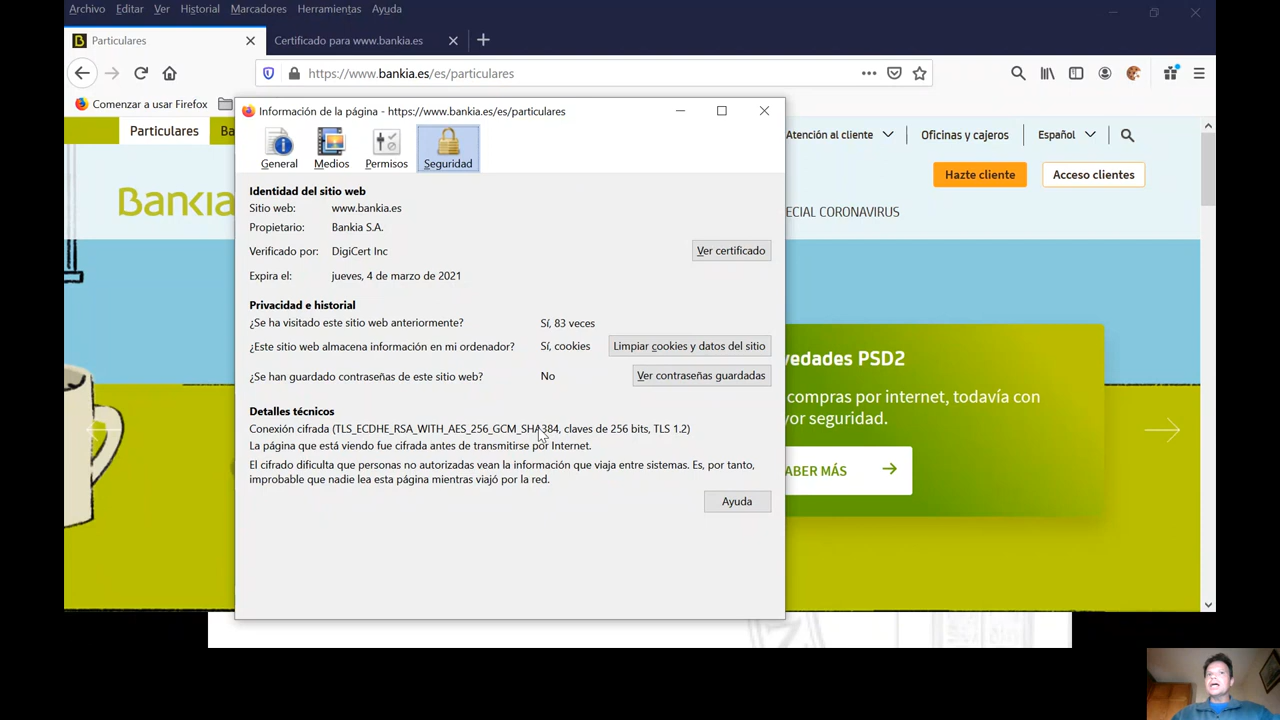 Archivo Editar Ver Historial Marcadores Herramientas Ayuda
Particulares
Certificado para www.bankia.es
https://www.bankia.es/es/particulares
Comenzar a usar Firefox
Información de la página - https://www.bankia.es/es/particulares
Particulares
Ba
Atención al cliente
Oficinas y cajeros
Español
General
Medios
Permisos
Seguridad
Hazte cliente
Acceso clientes
Bankia
ECIAL CORONAVIRUS
Identidad del sitio web
Sitio web: www.bankia.es
Propietario: Bankia S.A.
Verificado por: DigiCert Inc
Ver certificado
Expira el: jueves, 4 de marzo de 2021
Privacidad e historial
¿Se ha visitado este sitio web anteriormente? Sí, 83 veces
¿Este sitio web almacena información en mi ordenador? Sí, cookies
Limpiar cookies y datos del sitio
¿Se han guardado contraseñas de este sitio web? No
Ver contraseñas guardadas
Detalles técnicos
Conexión cifrada (TLS_ECDHE_RSA_WITH_AES_256_GCM_SHA384, claves de 256 bits, TLS 1.2)
La página que está viendo fue cifrada antes de transmitirse por Internet.
El cifrado dificulta que personas no autorizadas vean la información que viaja entre sistemas. Es, por tanto,
improbable que nadie lea esta página mientras viajó por la red.
Ayuda
vedades PSD2
compras por internet, todavía con
yor seguridad.
ABER MÁS